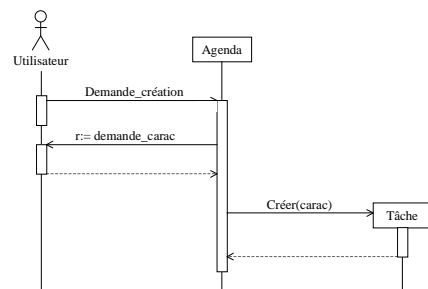 Utilisateur
Agenda
Demande_création
r:= demande_carac
Créer(carac)
Tâche